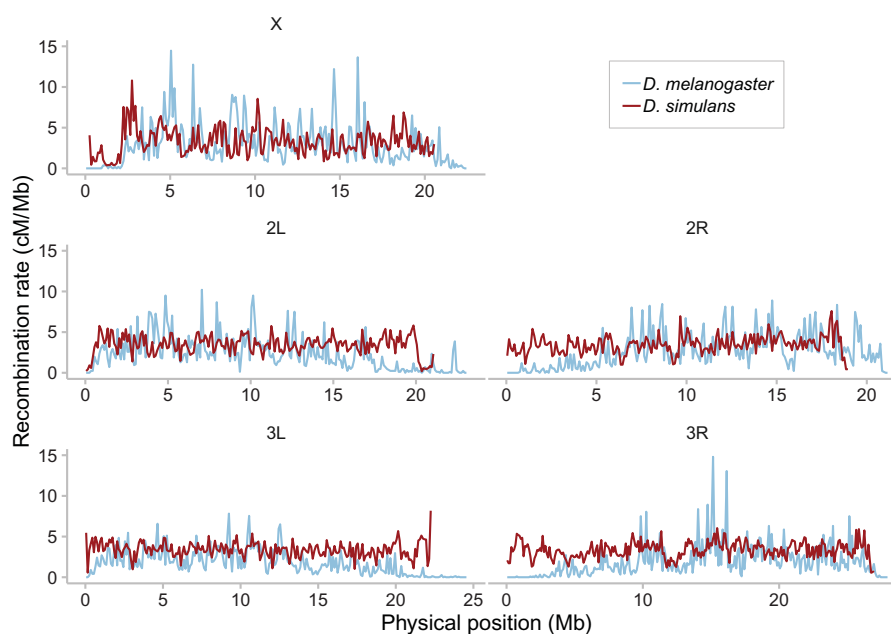 X
15
10
5
0
0 5 10 15 20
D. melanogaster
D. simulans
Recombination rate (cM/Mb)
2L
15
10
5
0
0 5 10 15 20
2R
0 5 10 15 20
3L
15
10
5
0
0 5 10 15 20 25
3R
0 10 20
Physical position (Mb)